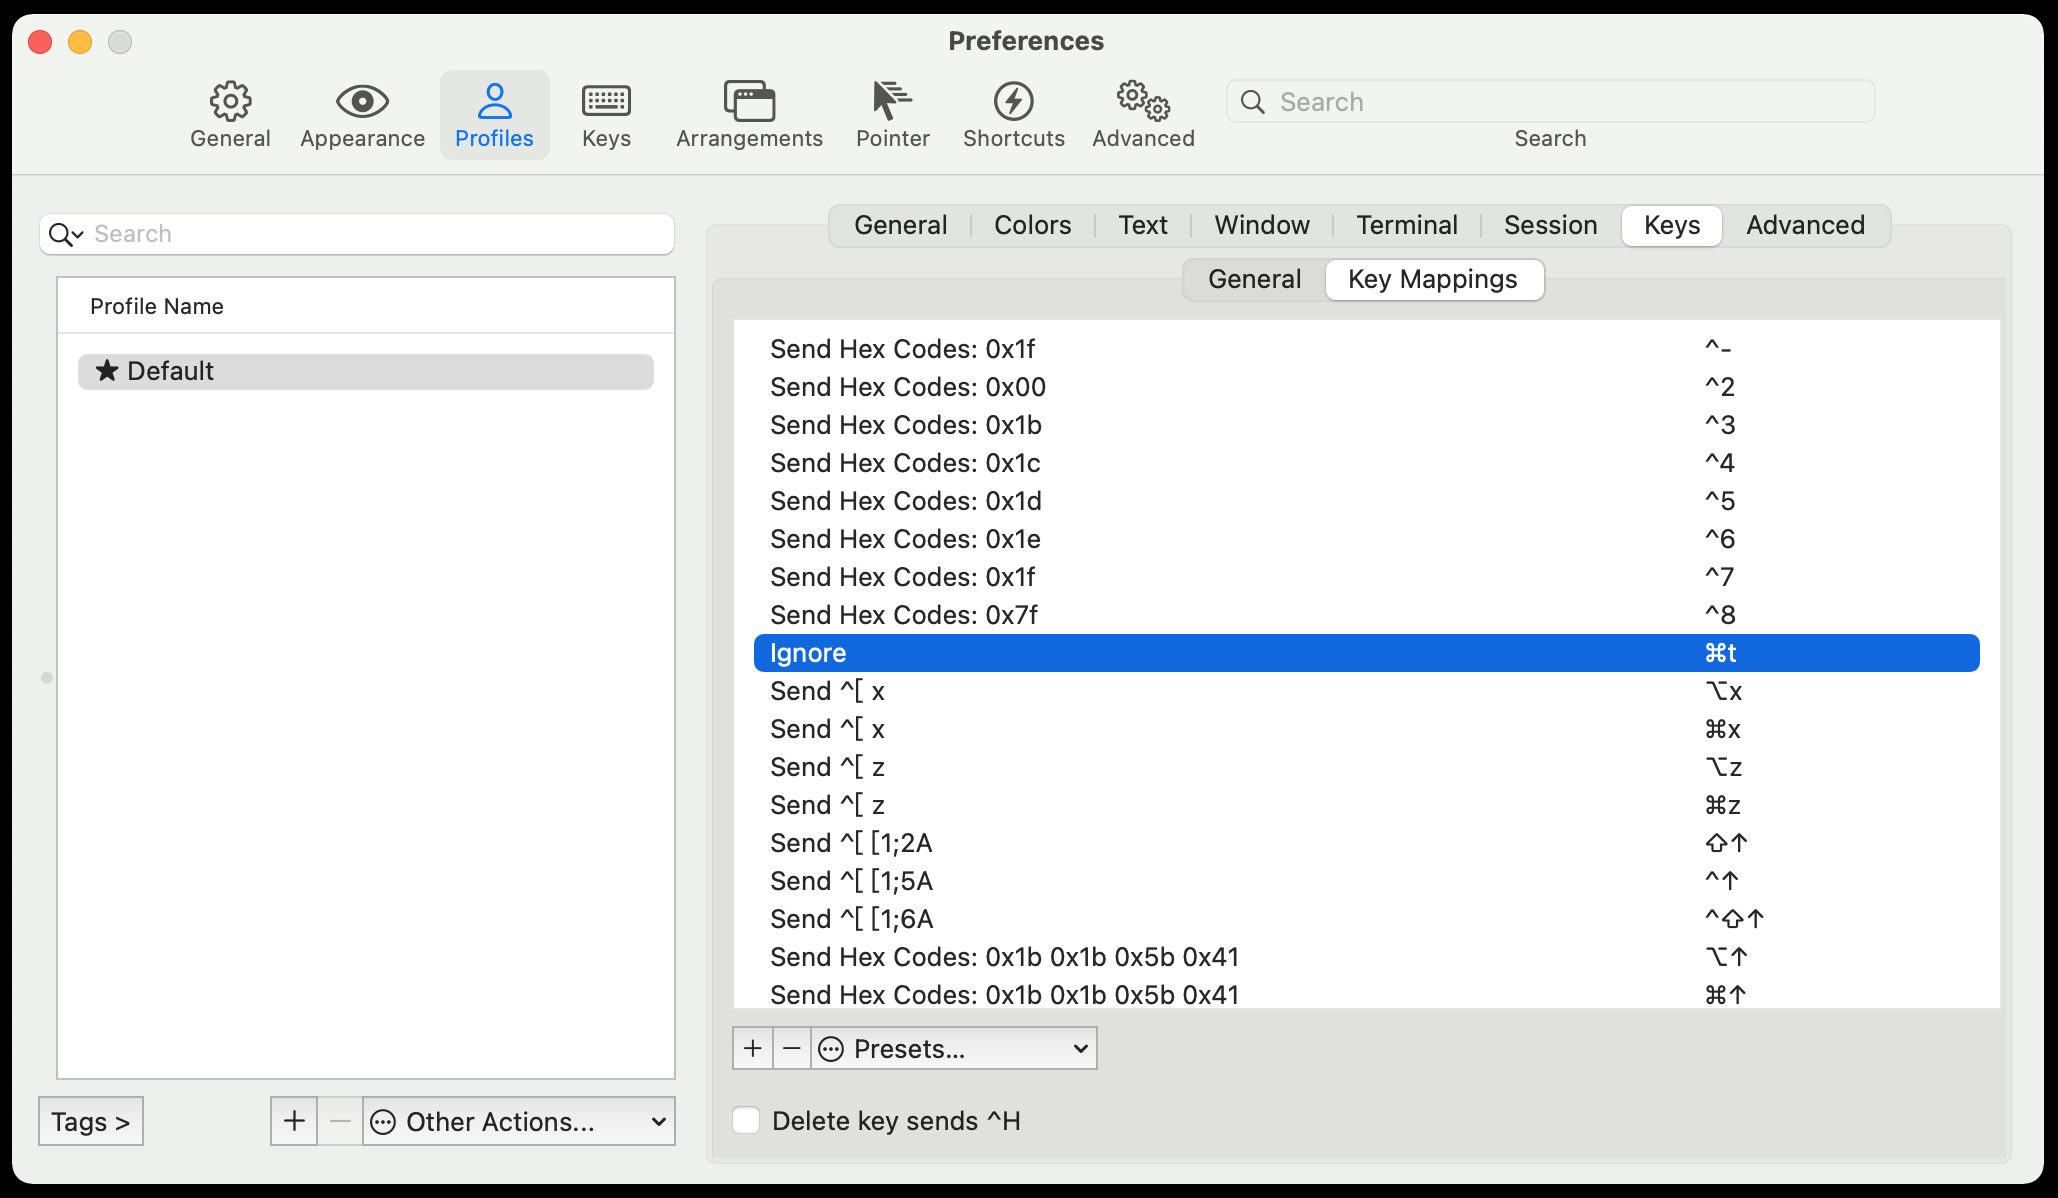 Preferences
General Appearance Profiles Keys Arrangements Pointer Shortcuts Advanced Search
Search
Search
Profile Name
★ Default
Tags >
+ − Other Actions...
General Colors Text Window Terminal Session Keys Advanced
General Key Mappings
Send Hex Codes: 0x1f ^-
Send Hex Codes: 0x00 ^2
Send Hex Codes: 0x1b ^3
Send Hex Codes: 0x1c ^4
Send Hex Codes: 0x1d ^5
Send Hex Codes: 0x1e ^6
Send Hex Codes: 0x1f ^7
Send Hex Codes: 0x7f ^8
Ignore ⌘t
Send ^[ x ⌥x
Send ^[ x ⌘x
Send ^[ z ⌥z
Send ^[ z ⌘z
Send ^[ [1;2A ⇧↑
Send ^[ [1;5A ^↑
Send ^[ [1;6A ^⇧↑
Send Hex Codes: 0x1b 0x1b 0x5b 0x41 ⌥↑
Send Hex Codes: 0x1b 0x1b 0x5b 0x41 ⌘↑
+ − Presets...
Delete key sends ^H